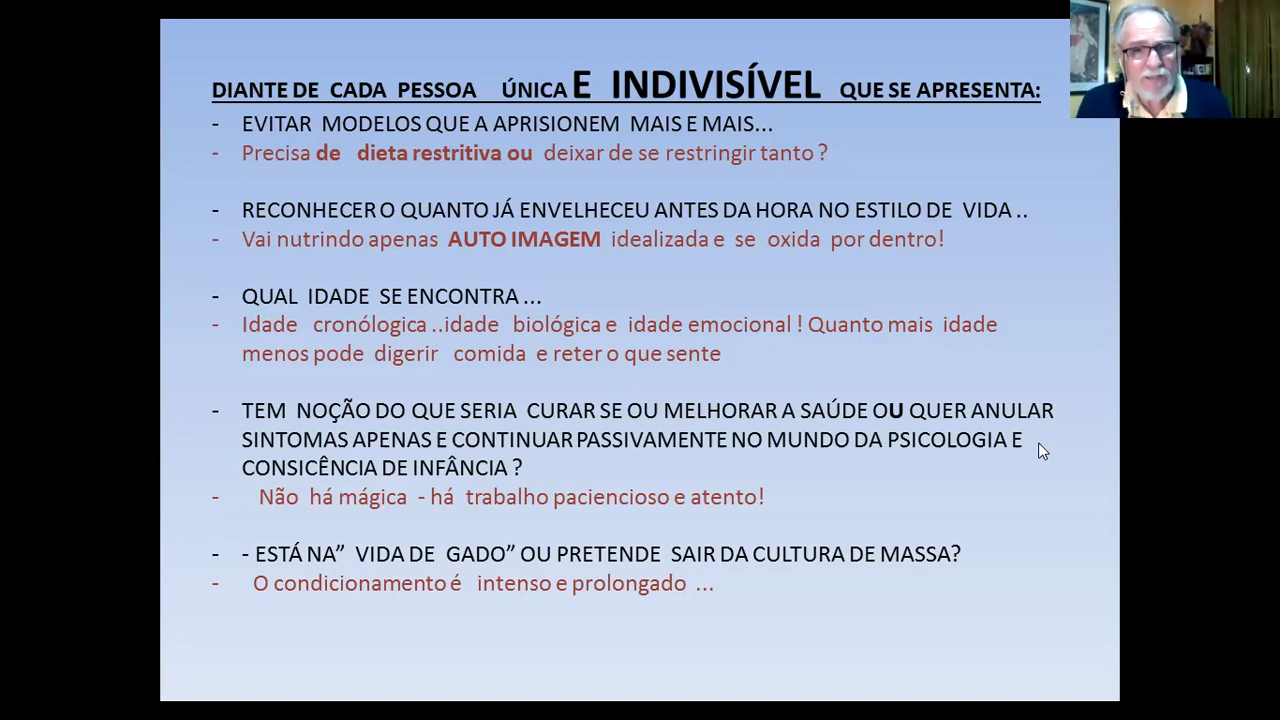 DIANTE DE CADA PESSOA ÚNICA E INDIVISÍVEL QUE SE APRESENTA:
- EVITAR MODELOS QUE A APRISIONEM MAIS E MAIS...
- Precisa de dieta restritiva ou deixar de se restringir tanto ?
- RECONHECER O QUANTO JÁ ENVELHECEU ANTES DA HORA NO ESTILO DE VIDA ..
- Vai nutrindo apenas AUTO IMAGEM idealizada e se oxida por dentro!
- QUAL IDADE SE ENCONTRA ...
- Idade cronólogica ..idade biológica e idade emocional ! Quanto mais idade
menos pode digerir comida e reter o que sente
- TEM NOÇÃO DO QUE SERIA CURAR SE OU MELHORAR A SAÚDE OU QUER ANULAR
SINTOMAS APENAS E CONTINUAR PASSIVAMENTE NO MUNDO DA PSICOLOGIA E
CONSICÊNCIA DE INFÂNCIA ?
- Não há mágica - há trabalho paciencioso e atento!
- - ESTÁ NA” VIDA DE GADO” OU PRETENDE SAIR DA CULTURA DE MASSA?
- O condicionamento é intenso e prolongado ...